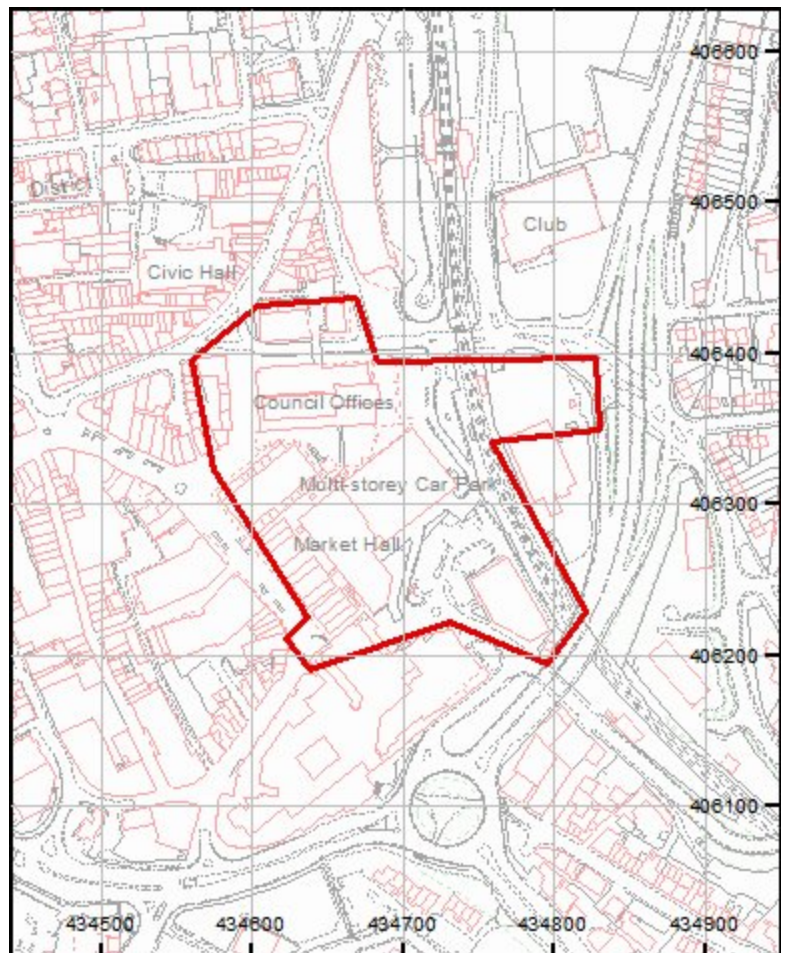 406600
District
406500
Club
Civic Hall
406400
Council Offices
Multi-storey Car Park
406300
Market Hall
406200
406100
434500
434600
434700
434800
434900